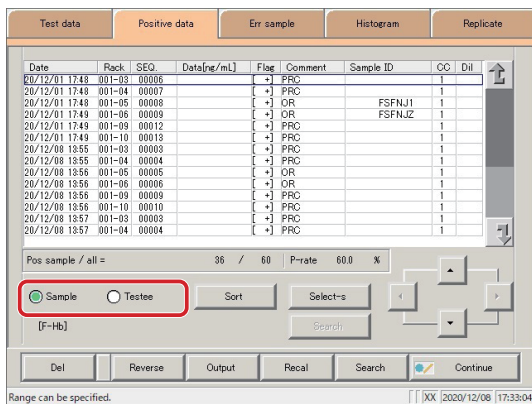 Test data Positive data Err sample Histogram Replicate
Date Rack SEQ. Data[ng/mL] Flag Comment Sample ID CC Dil
20/12/01 17:48 001-03 00006 [ +] PRC 1
20/12/01 17:48 001-04 00007 [ +] PRC 1
20/12/01 17:48 001-05 00008 [ +] OR FSFNJ1 1
20/12/01 17:49 001-06 00009 [ +] OR FSFNJZ 1
20/12/01 17:49 001-09 00012 [ +] PRC 1
20/12/01 17:49 001-10 00013 [ +] PRC 1
20/12/08 13:55 001-03 00003 [ +] PRC 1
20/12/08 13:55 001-04 00004 [ +] PRC 1
20/12/08 13:56 001-05 00005 [ +] OR 1
20/12/08 13:56 001-06 00006 [ +] OR 1
20/12/08 13:56 001-09 00009 [ +] PRC 1
20/12/08 13:56 001-10 00010 [ +] PRC 1
20/12/08 13:57 001-03 00003 [ +] PRC 1
20/12/08 13:57 001-04 00004 [ +] PRC 1
Pos sample / all = 36 / 60 P-rate 60.0 %
Sample Testee Sort Select-s
[F-Hb] Search
Del Reverse Output Recal Search Continue
Range can be specified. XX 2020/12/08 17:33:04